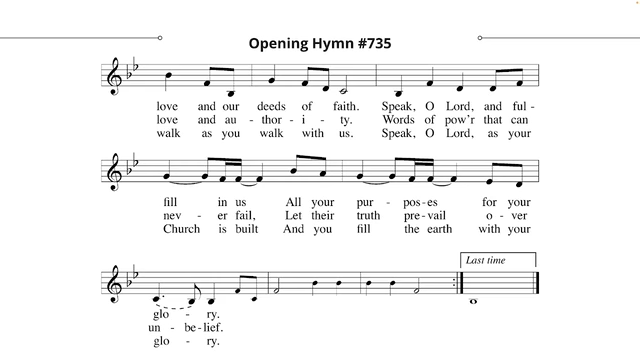 Opening Hymn #735
love and our deeds of faith. Speak, O Lord, and ful -
love and au - thor - i - ty. Words of pow'r that can
walk as you walk with us. Speak, O Lord, as your
fill in us All your pur - pos - es for your
nev - er fail, Let their truth pre - vail o - ver
Church is built And you fill the earth with your
Last time
glo - ry.
un - be - lief.
glo - ry.